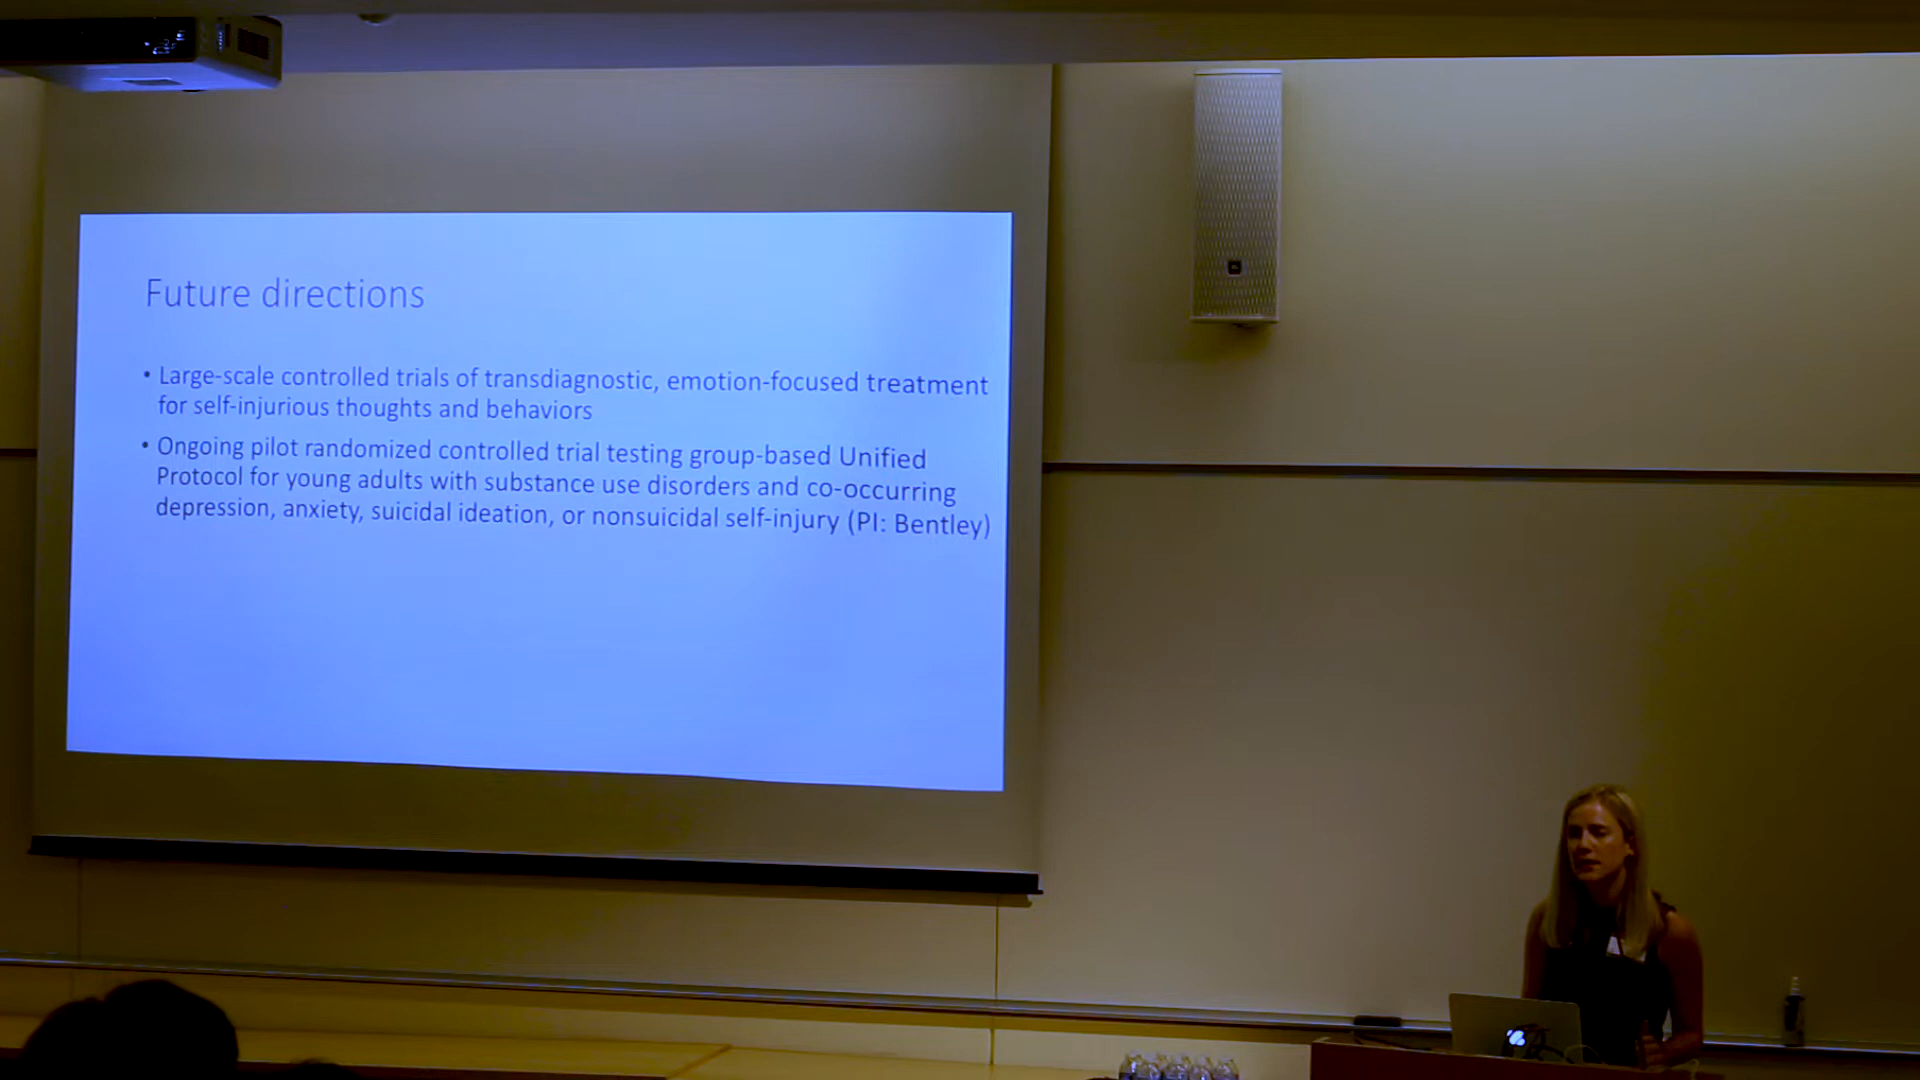 Future directions
• Large-scale controlled trials of transdiagnostic, emotion-focused treatment
for self-injurious thoughts and behaviors
• Ongoing pilot randomized controlled trial testing group-based Unified
Protocol for young adults with substance use disorders and co-occurring
depression, anxiety, suicidal ideation, or nonsuicidal self-injury (PI: Bentley)